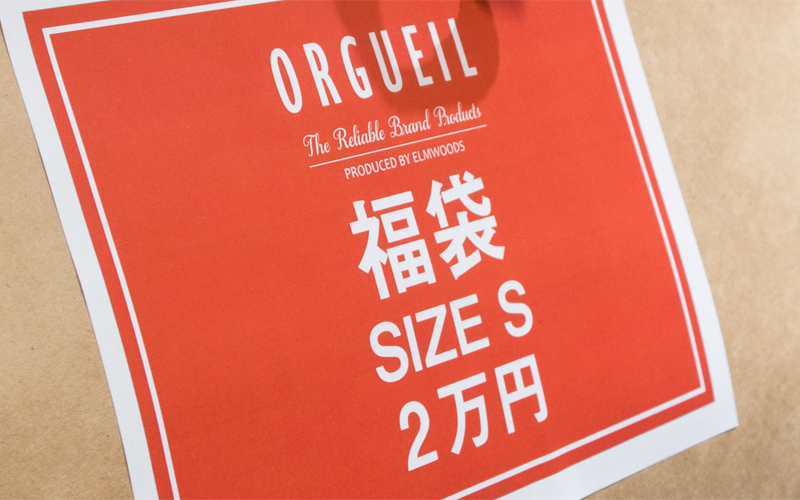 ORGUEIL
The Reliable Brand Products
PRODUCED BY ELMWOODS
福袋
SIZE S
2万円